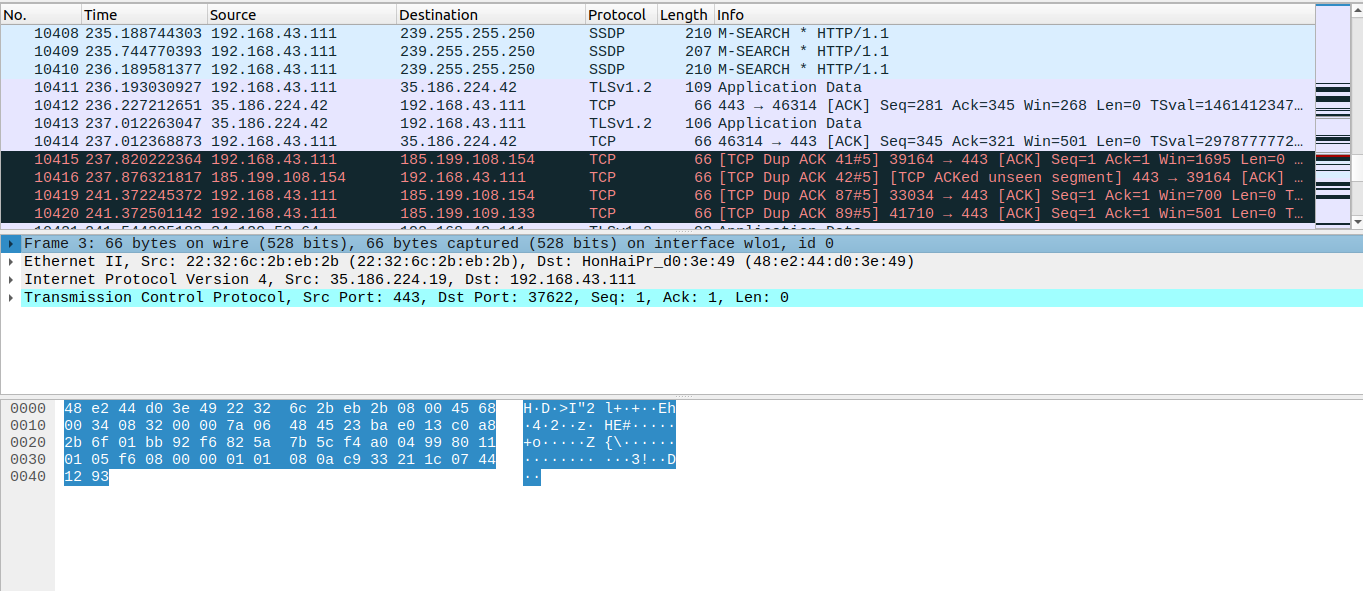 No. Time Source Destination Protocol Length Info
10408 235.188744303 192.168.43.111 239.255.255.250 SSDP 210 M-SEARCH * HTTP/1.1
10409 235.744770393 192.168.43.111 239.255.255.250 SSDP 207 M-SEARCH * HTTP/1.1
10410 236.189581377 192.168.43.111 239.255.255.250 SSDP 210 M-SEARCH * HTTP/1.1
10411 236.193030927 192.168.43.111 35.186.224.42 TLSv1.2 109 Application Data
10412 236.227212651 35.186.224.42 192.168.43.111 TCP 66 443 → 46314 [ACK] Seq=281 Ack=345 Win=268 Len=0 TSval=1461412347…
10413 237.012263047 35.186.224.42 192.168.43.111 TLSv1.2 106 Application Data
10414 237.012368873 192.168.43.111 35.186.224.42 TCP 66 46314 → 443 [ACK] Seq=345 Ack=321 Win=501 Len=0 TSval=2978777772…
10415 237.820222364 192.168.43.111 185.199.108.154 TCP 66 [TCP Dup ACK 41#5] 39164 → 443 [ACK] Seq=1 Ack=1 Win=1695 Len=0 …
10416 237.876321817 185.199.108.154 192.168.43.111 TCP 66 [TCP Dup ACK 42#5] [TCP ACKed unseen segment] 443 → 39164 [ACK] …
10419 241.372245372 192.168.43.111 185.199.108.154 TCP 66 [TCP Dup ACK 87#5] 33034 → 443 [ACK] Seq=1 Ack=1 Win=700 Len=0 T…
10420 241.372501142 192.168.43.111 185.199.109.133 TCP 66 [TCP Dup ACK 89#5] 41710 → 443 [ACK] Seq=1 Ack=1 Win=501 Len=0 T…
Frame 3: 66 bytes on wire (528 bits), 66 bytes captured (528 bits) on interface wlo1, id 0
Ethernet II, Src: 22:32:6c:2b:eb:2b (22:32:6c:2b:eb:2b), Dst: HonHaiPr_d0:3e:49 (48:e2:44:d0:3e:49)
Internet Protocol Version 4, Src: 35.186.224.19, Dst: 192.168.43.111
Transmission Control Protocol, Src Port: 443, Dst Port: 37622, Seq: 1, Ack: 1, Len: 0
0000 48 e2 44 d0 3e 49 22 32 6c 2b eb 2b 08 00 45 68 H·D·>I"2 l+·+··Eh
0010 00 34 08 32 00 00 7a 06 48 45 23 ba e0 13 c0 a8 ·4·2··z· HE#·····
0020 2b 6f 01 bb 92 f6 82 5a 7b 5c f4 a0 04 99 80 11 +o·····Z {\······
0030 01 05 f6 08 00 00 01 01 08 0a c9 33 21 1c 07 44 ········ ···3!··D
0040 12 93 ··